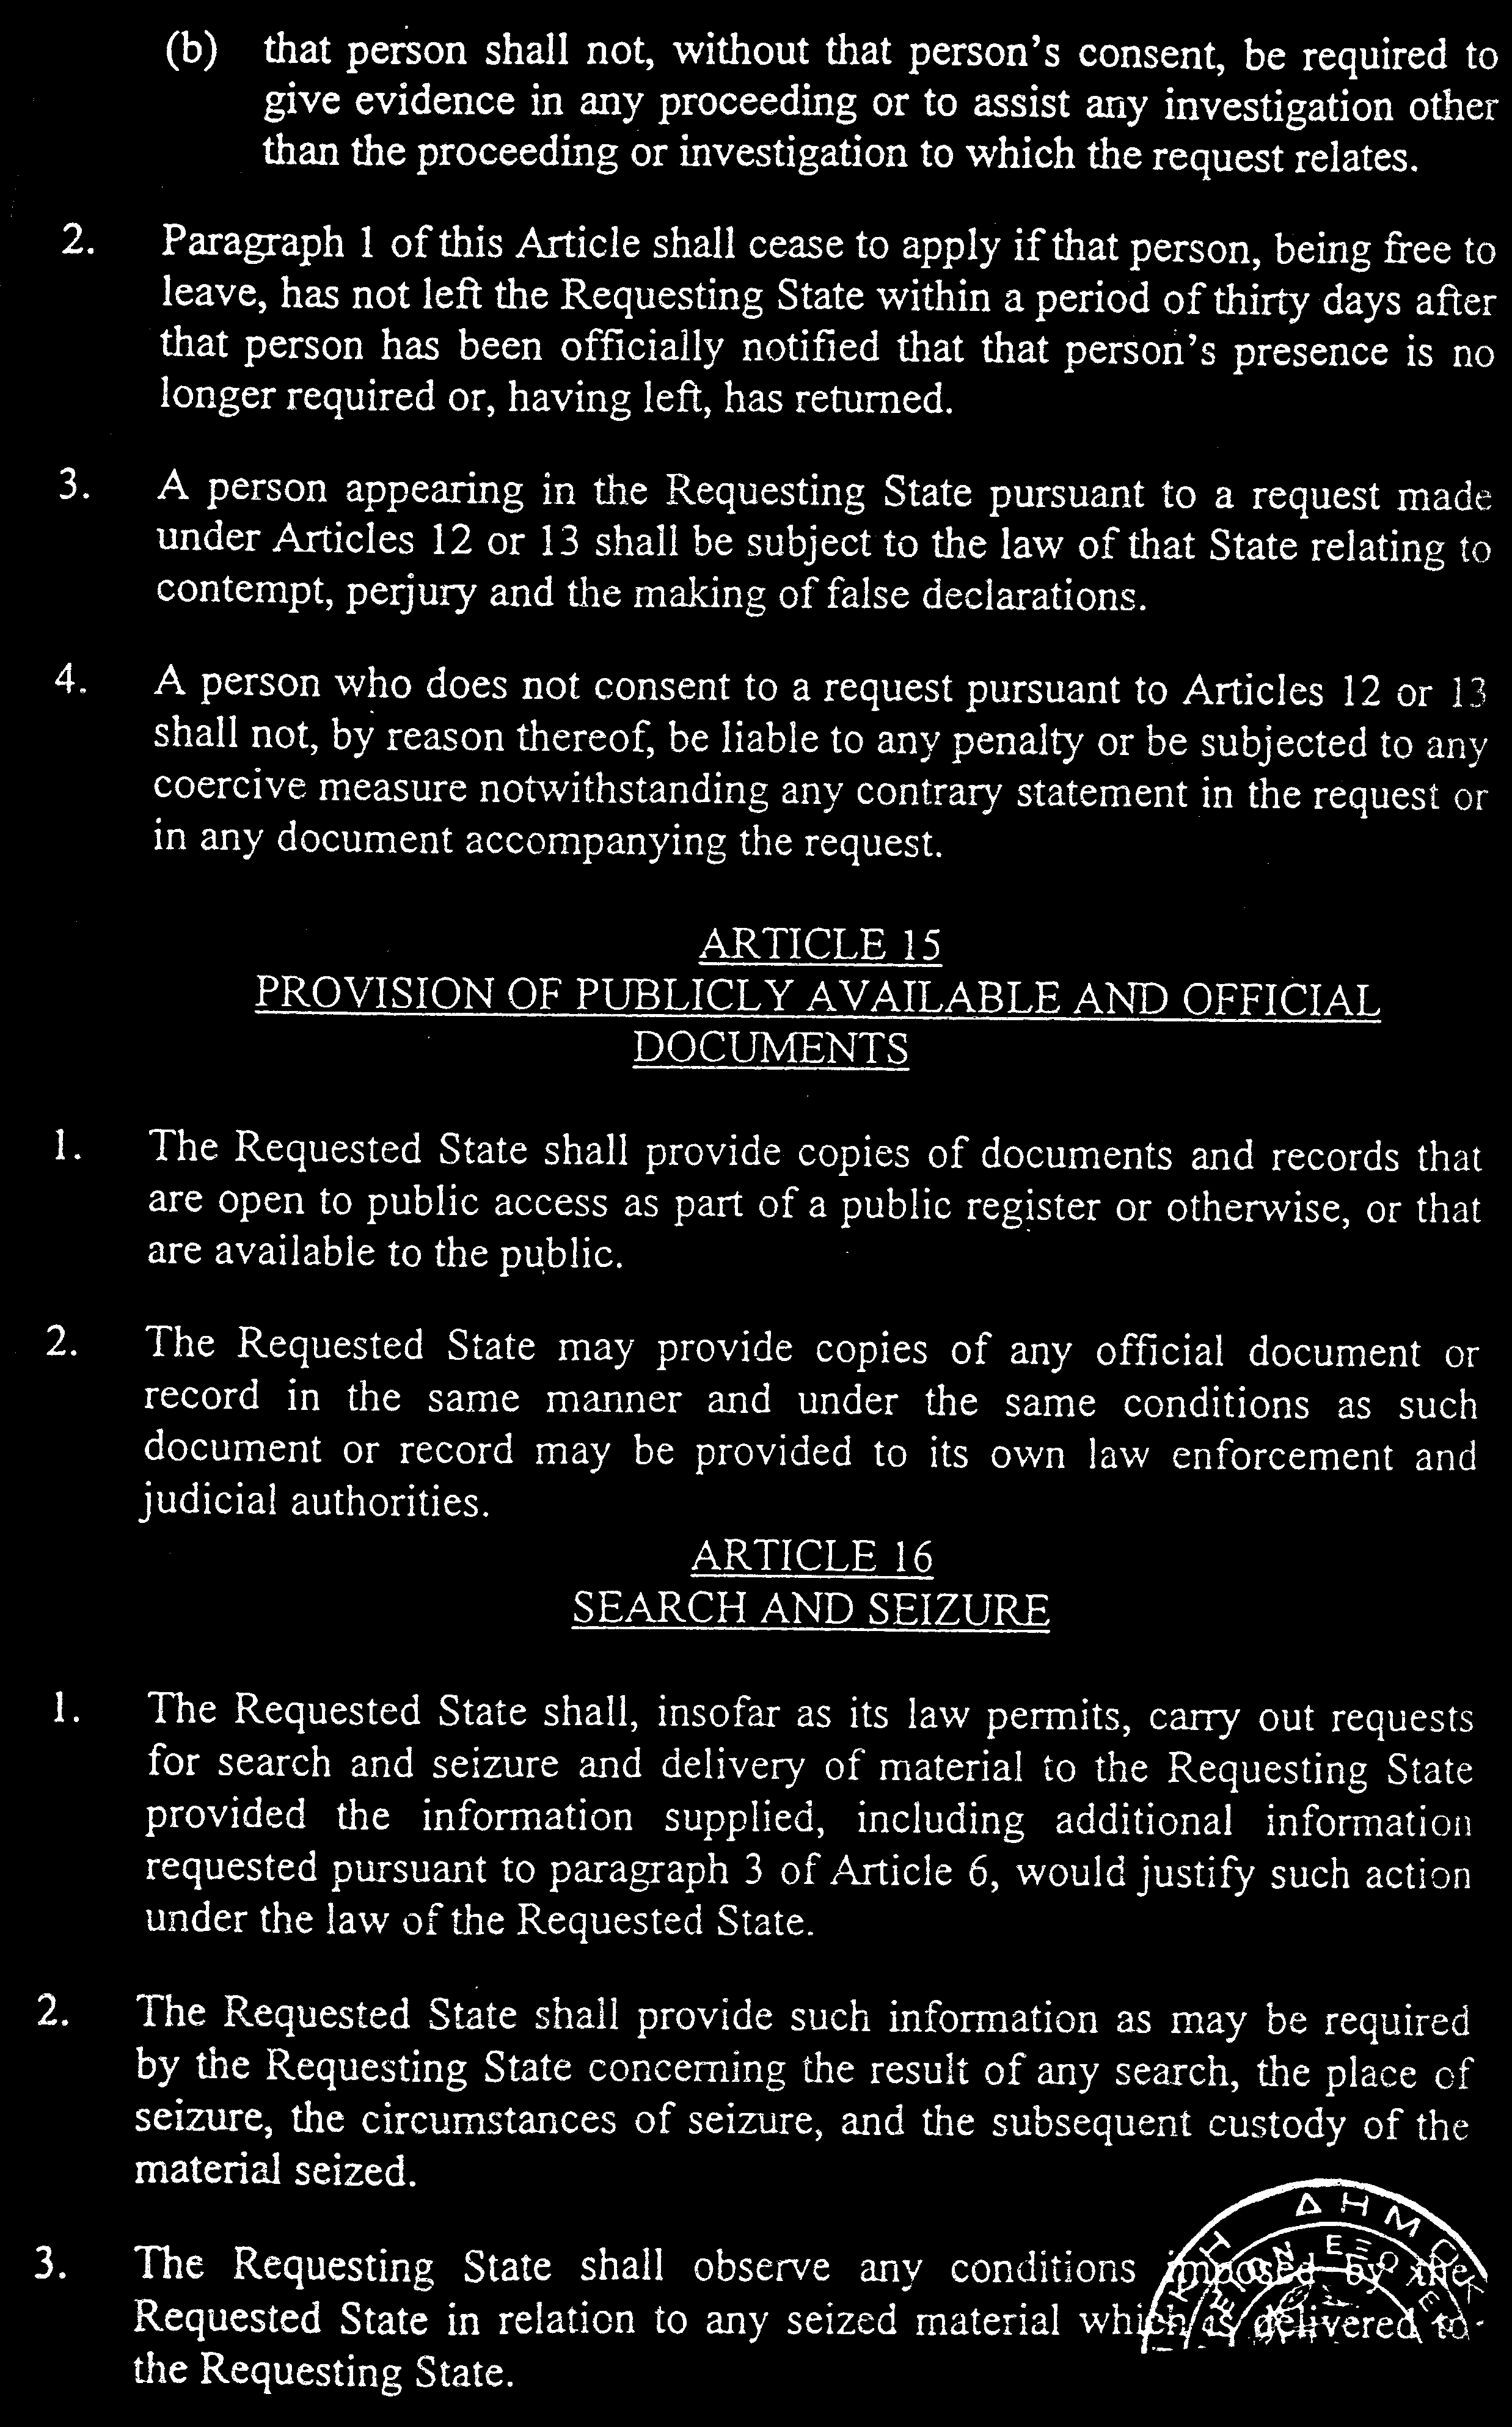 (b) that person shall not, without that person's consent, be required to
give evidence in any proceeding or to assist any investigation other
than the proceeding or investigation to which the request relates.
2. Paragraph 1 of this Article shall cease to apply if that person, being free to
leave, has not left the Requesting State within a period of thirty days after
that person has been officially notified that that person's presence is no
longer required or, having left, has returned.
3. A person appearing in the Requesting State pursuant to a request made
under Articles 12 or 13 shall be subject to the law of that State relating to
contempt, perjury and the making of false declarations.
4. A person who does not consent to a request pursuant to Articles 12 or 13
shall not, by reason thereof, be liable to any penalty or be subjected to any
coercive measure notwithstanding any contrary statement in the request or
in any document accompanying the request.
ARTICLE 15
PROVISION OF PUBLICLY AVAILABLE AND OFFICIAL
DOCUMENTS
1. The Requested State shall provide copies of documents and records that
are open to public access as part of a public register or otherwise, or that
are available to the public.
2. The Requested State may provide copies of any official document or
record in the same manner and under the same conditions as such
document or record may be provided to its own law enforcement and
judicial authorities.
ARTICLE 16
SEARCH AND SEIZURE
1. The Requested State shall, insofar as its law permits, carry out requests
for search and seizure and delivery of material to the Requesting State
provided the information supplied, including additional information
requested pursuant to paragraph 3 of Article 6, would justify such action
under the law of the Requested State.
2. The Requested State shall provide such information as may be required
by the Requesting State concerning the result of any search, the place of
seizure, the circumstances of seizure, and the subsequent custody of the
material seized.
3. The Requesting State shall observe any conditions imposed by the
Requested State in relation to any seized material which is delivered to
the Requesting State.